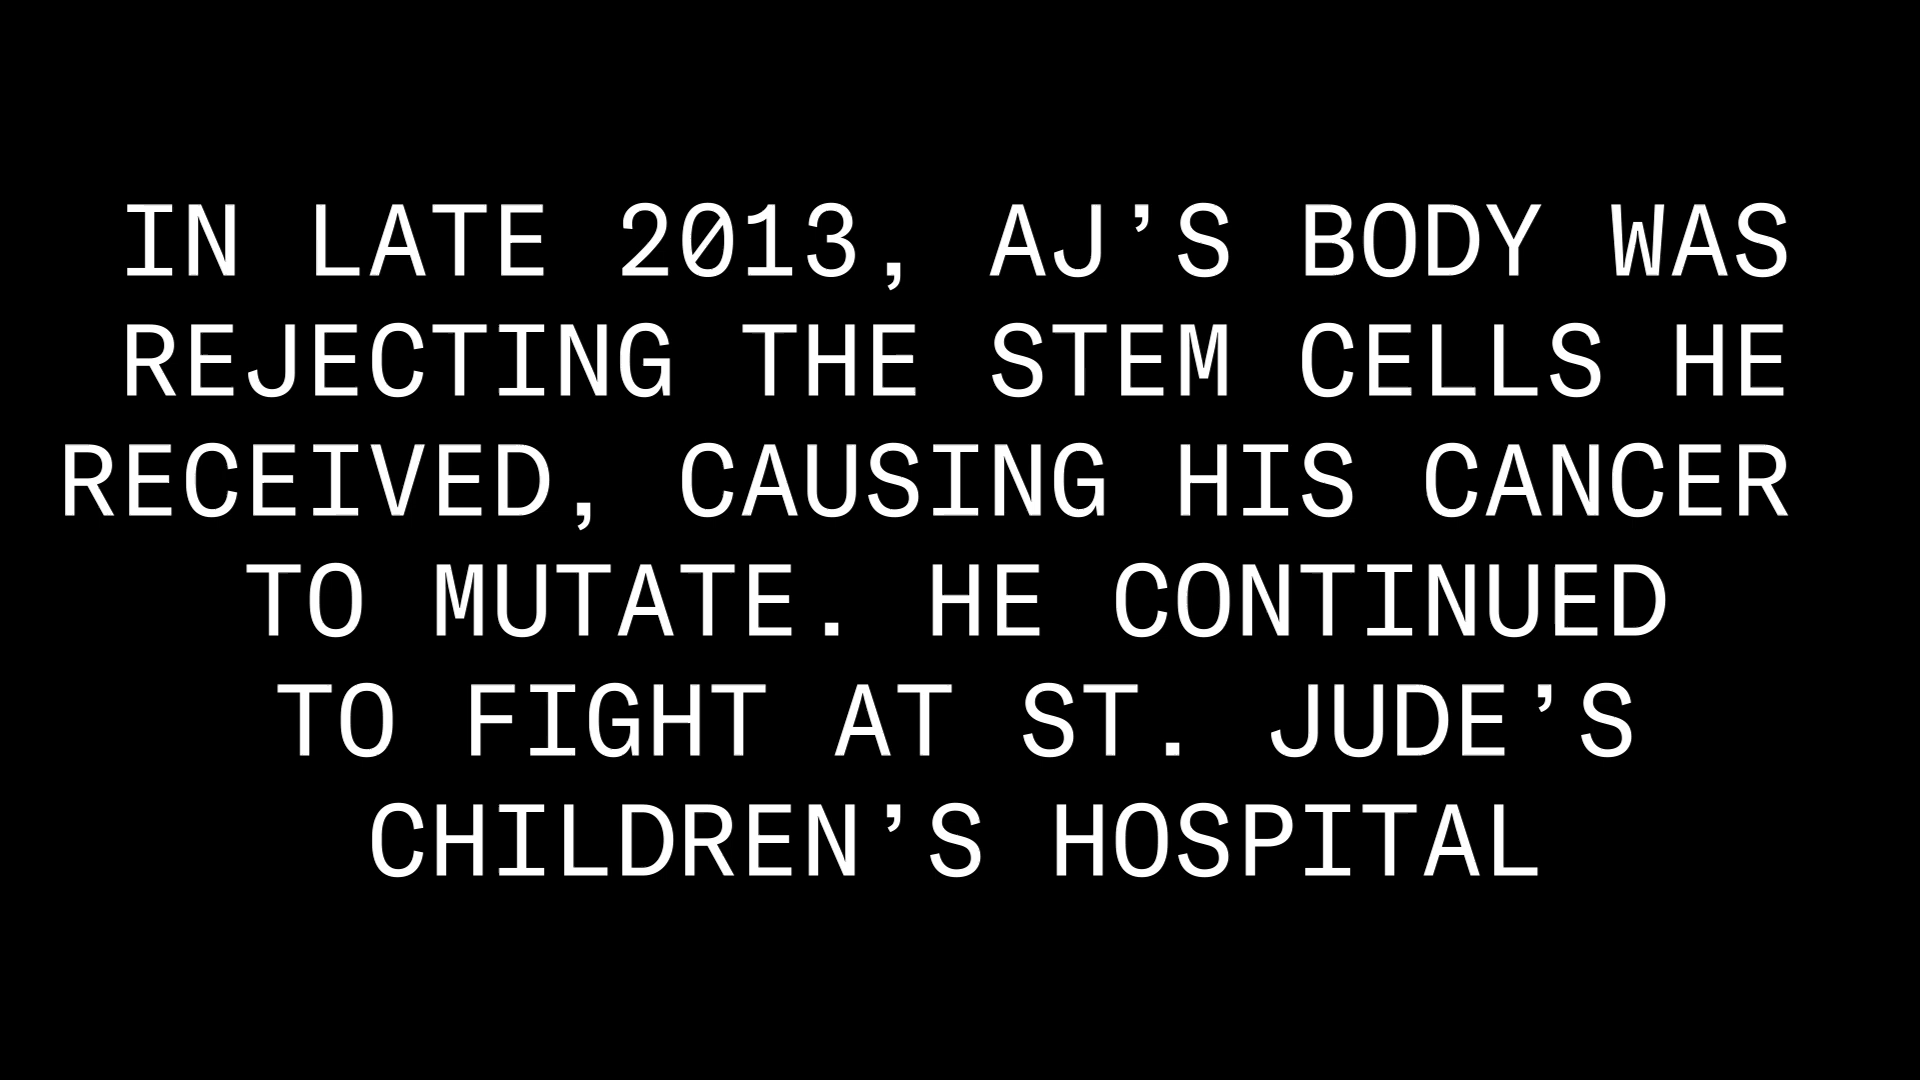 IN LATE 2013, AJ’S BODY WAS
REJECTING THE STEM CELLS HE
RECEIVED, CAUSING HIS CANCER
TO MUTATE. HE CONTINUED
TO FIGHT AT ST. JUDE’S
CHILDREN’S HOSPITAL